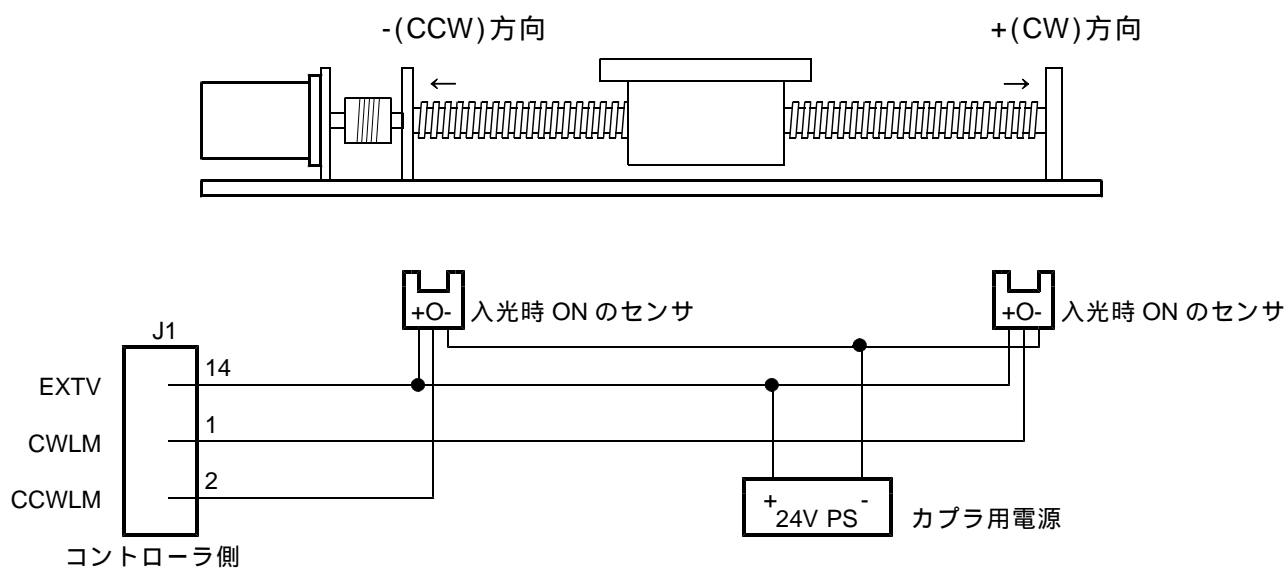 -(CCW)方向
+(CW)方向
←
→
+O-
入光時 ON のセンサ
+O-
入光時 ON のセンサ
J1
EXTV
14
CWLM
1
CCWLM
2
+ -
24V PS
カプラ用電源
コントローラ側